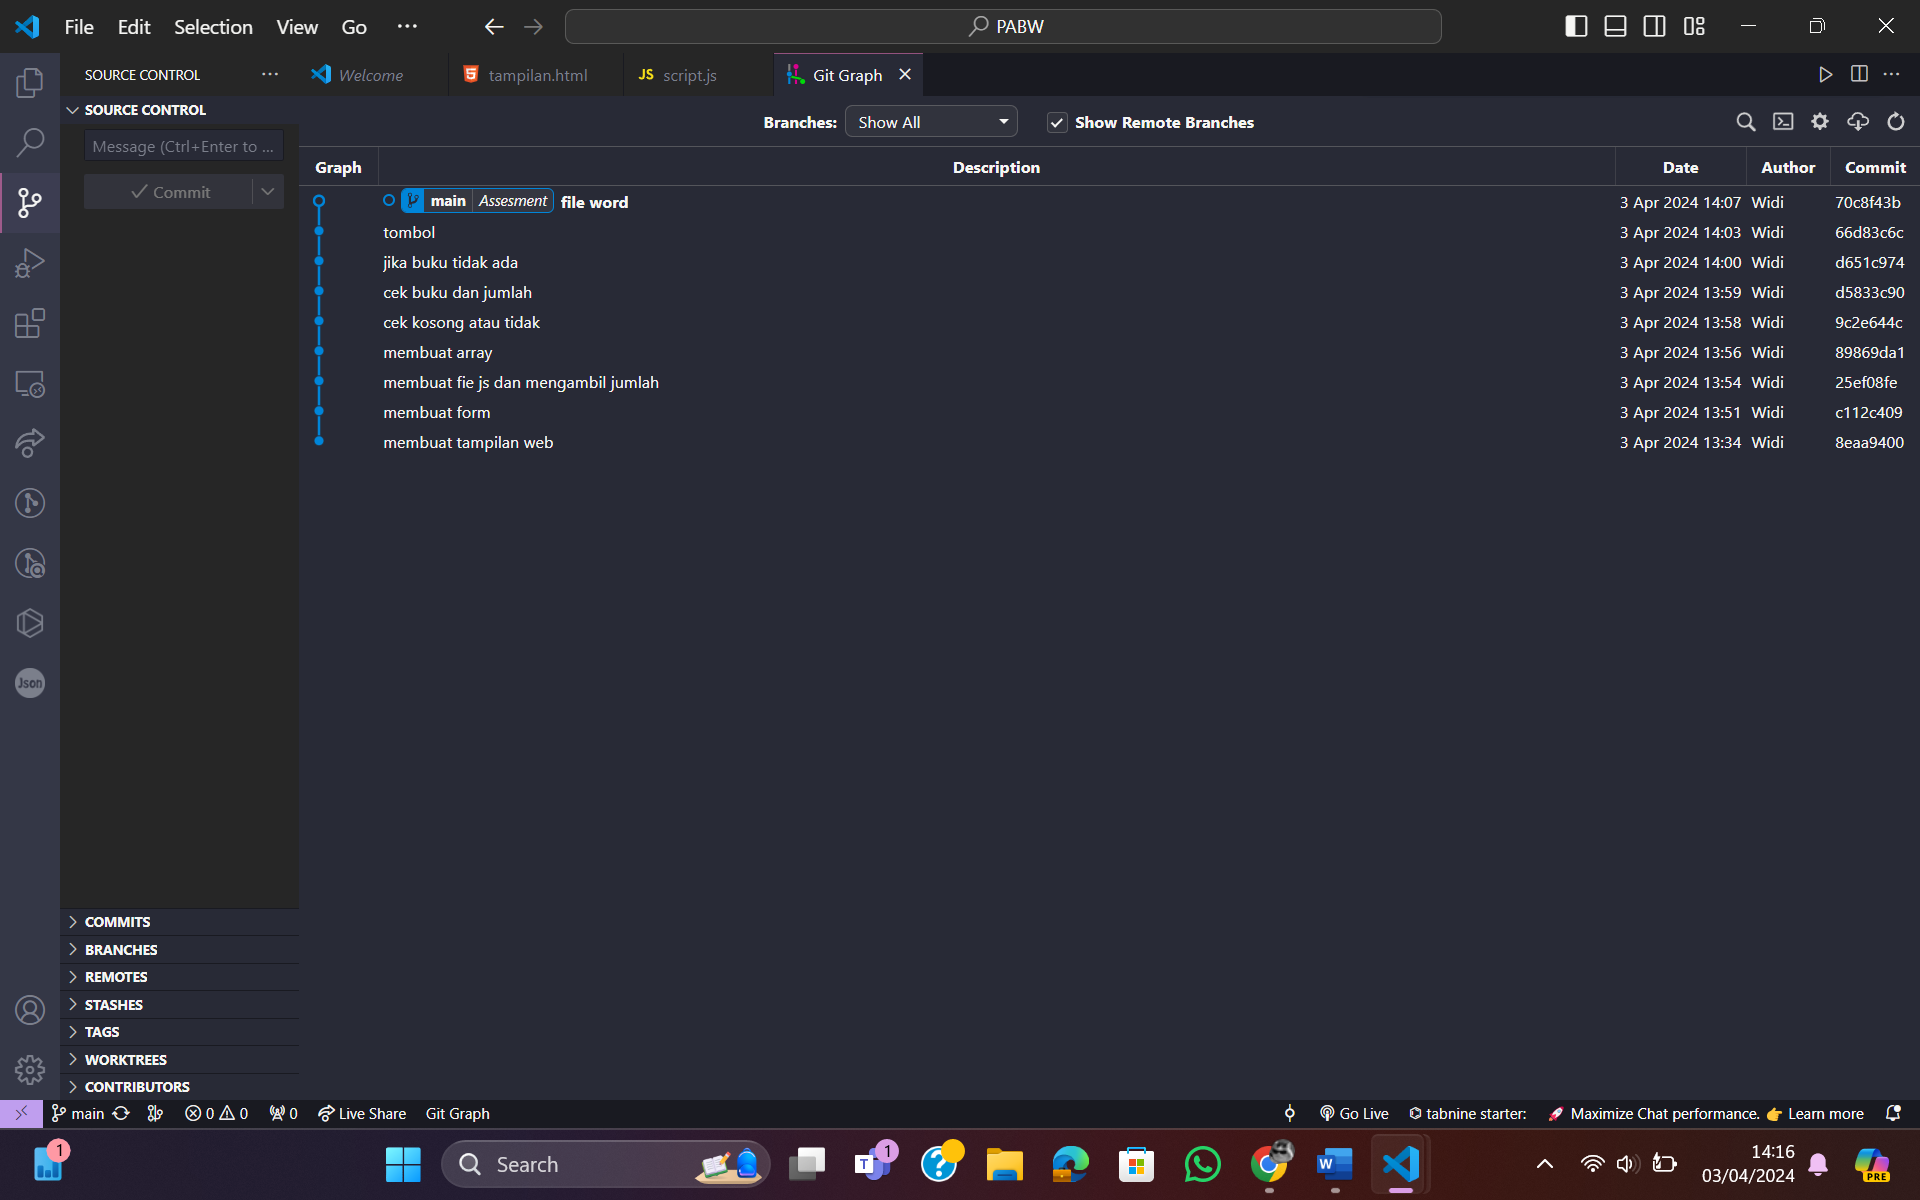 File Edit Selection View Go ··· PABW
SOURCE CONTROL ··· Welcome tampilan.html JS script.js Git Graph
SOURCE CONTROL
Branches: Show All Show Remote Branches
Message (Ctrl+Enter to ...
Commit
Graph Description Date Author Commit
main Assesment file word 3 Apr 2024 14:07 Widi 70c8f43b
tombol 3 Apr 2024 14:03 Widi 66d83c6c
jika buku tidak ada 3 Apr 2024 14:00 Widi d651c974
cek buku dan jumlah 3 Apr 2024 13:59 Widi d5833c90
cek kosong atau tidak 3 Apr 2024 13:58 Widi 9c2e644c
membuat array 3 Apr 2024 13:56 Widi 89869da1
membuat fie js dan mengambil jumlah 3 Apr 2024 13:54 Widi 25ef08fe
membuat form 3 Apr 2024 13:51 Widi c112c409
membuat tampilan web 3 Apr 2024 13:34 Widi 8eaa9400
Json
COMMITS
BRANCHES
REMOTES
STASHES
TAGS
WORKTREES
CONTRIBUTORS
main 0 0 0 Live Share Git Graph Go Live tabnine starter: Maximize Chat performance. Learn more
1 Search T 1 W 14:16
03/04/2024
PRE